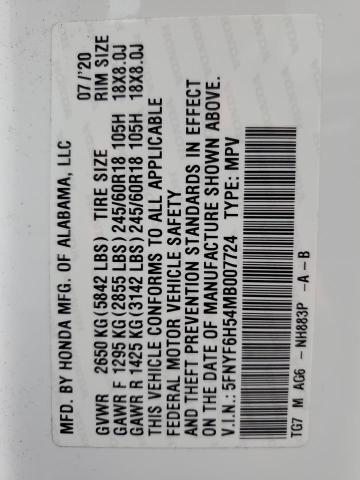 MFD. BY HONDA MFG. OF ALABAMA, LLC 07/'20
GVWR 2650 KG (5842 LBS) TIRE SIZE RIM SIZE
GAWR F 1295 KG (2855 LBS) 245/60R18 105H 18X8.0J
GAWR R 1425 KG (3142 LBS) 245/60R18 105H 18X8.0J
THIS VEHICLE CONFORMS TO ALL APPLICABLE
FEDERAL MOTOR VEHICLE SAFETY
AND THEFT PREVENTION STANDARDS IN EFFECT
ON THE DATE OF MANUFACTURE SHOWN ABOVE.
V.I.N.: 5FNYF6H54MB007724 TYPE: MPV
TG7 M AG6 - NH883P -A-B